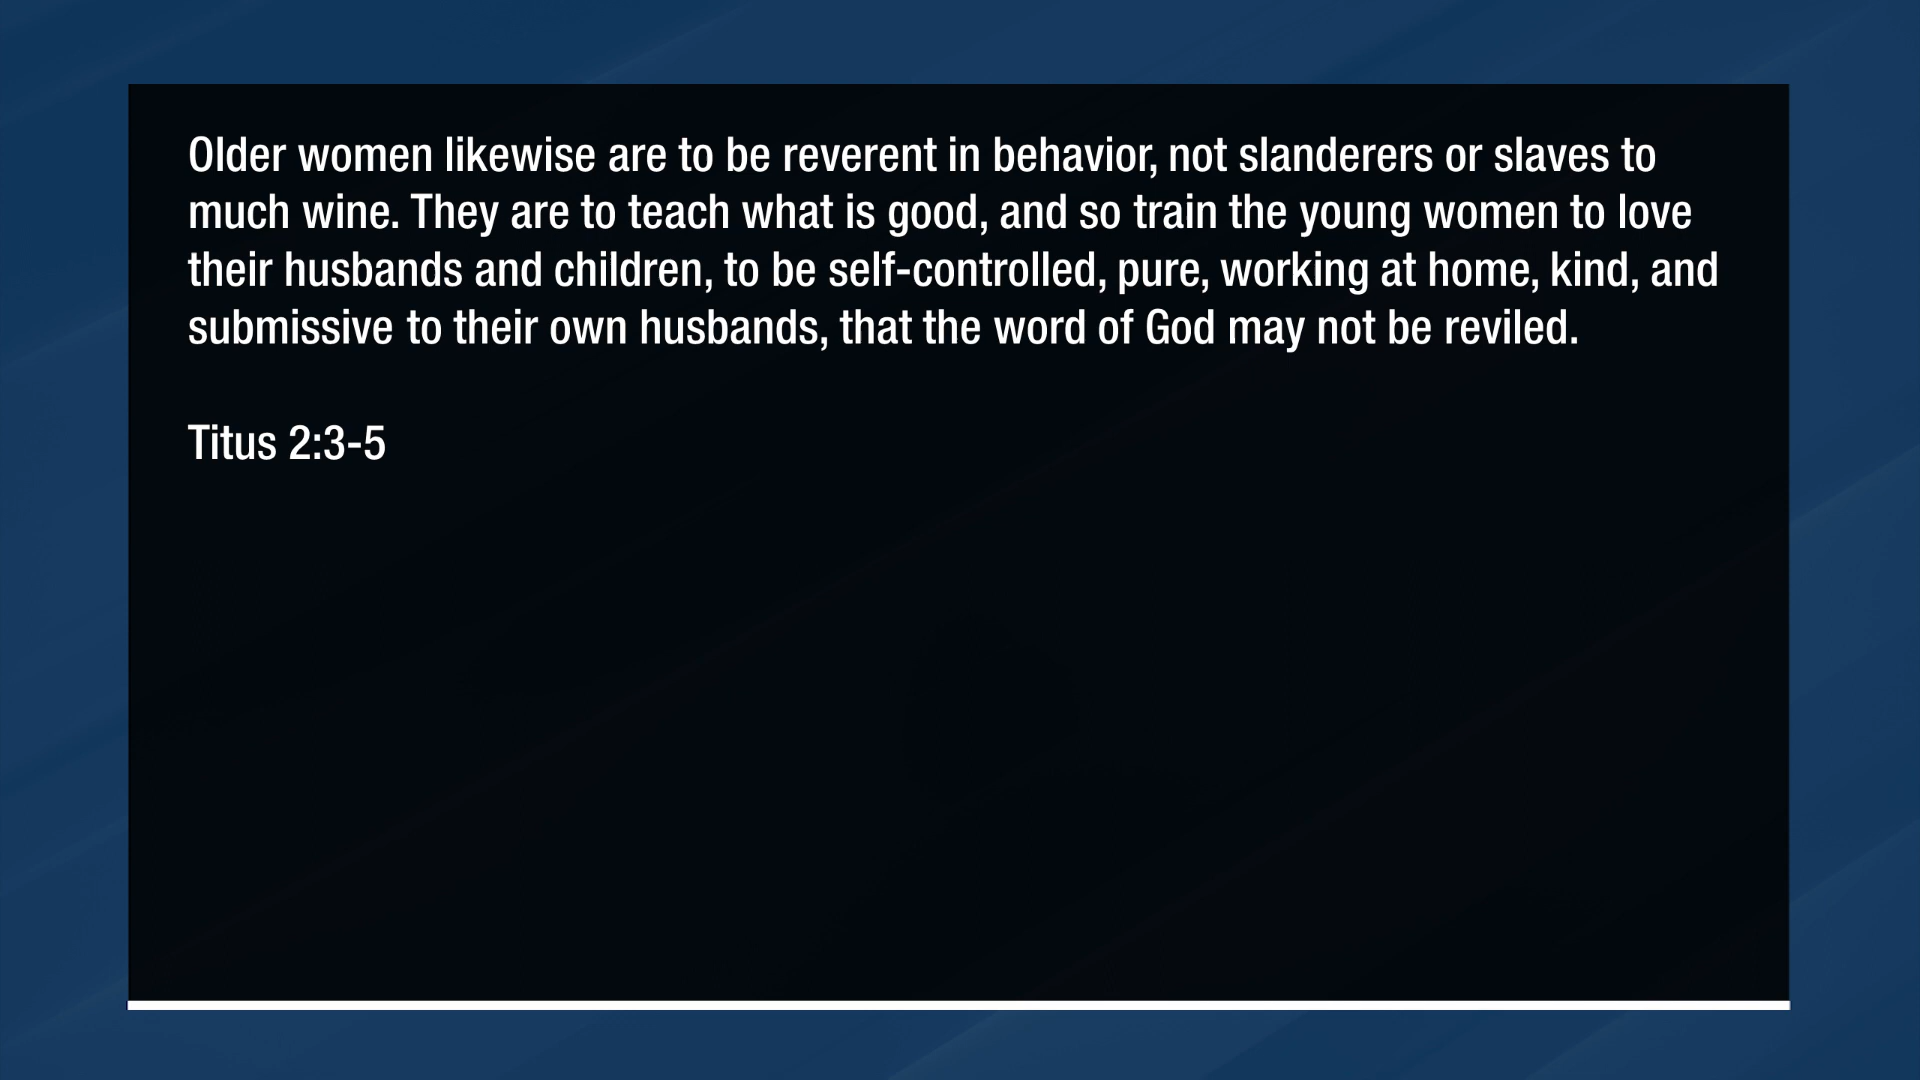 Older women likewise are to be reverent in behavior, not slanderers or slaves to
much wine. They are to teach what is good, and so train the young women to love
their husbands and children, to be self-controlled, pure, working at home, kind, and
submissive to their own husbands, that the word of God may not be reviled.
Titus 2:3-5